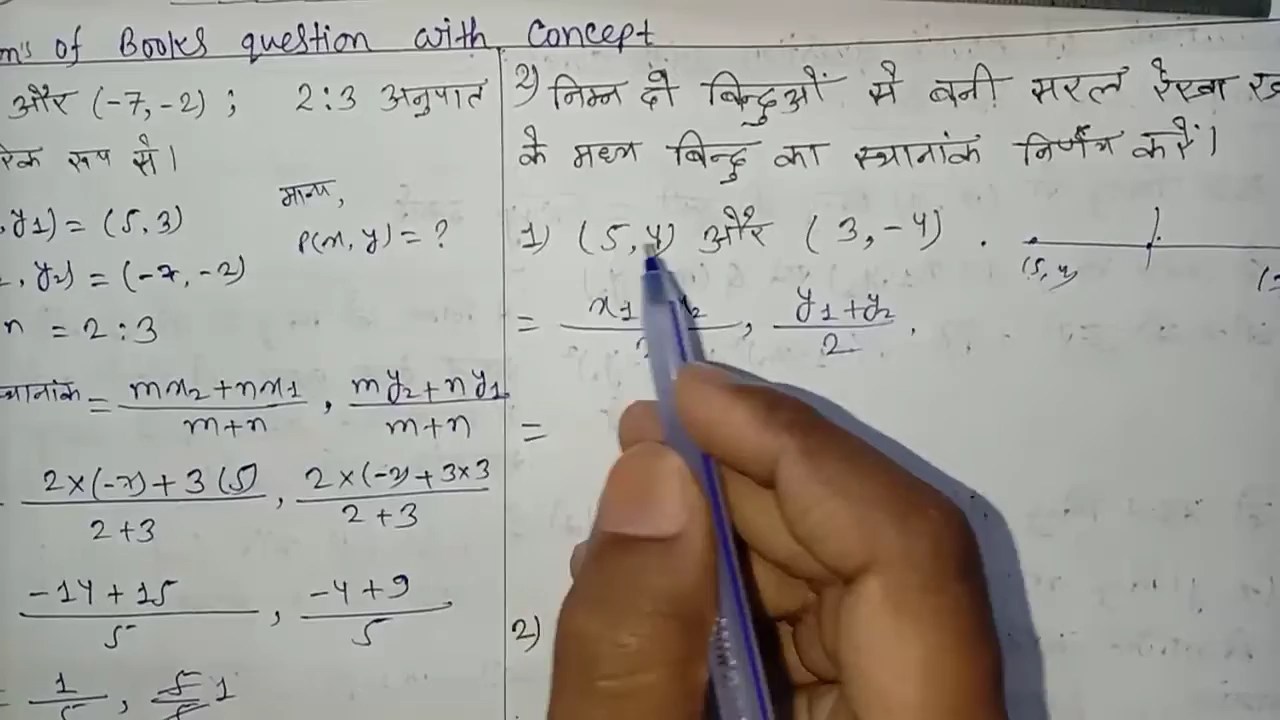 m's of Books question with concept
और (-7,-2) ; 2:3 अनुपात
रूप से।
मान्य,
y1) = (5,3)
P(x, y) = ?
, y2) = (-7, -2)
n = 2:3
स्थानांक = mx2+nx1/m+n , my2+ny1/m+n
2×(-7)+3(5)/2+3 , 2×(-2)+3×3/2+3
-14+15/5 , -4+9/5
= 1/5 , 5/5 1
2) निम्न दो बिन्दुओं से बनी सरल रेखा
के मध्य बिन्दु का स्थानांक निर्णय करें।
1) (5,4) और (3,-4) .
(5,4)
= x1 x2/2 , y1+y2/2 .
=
2)